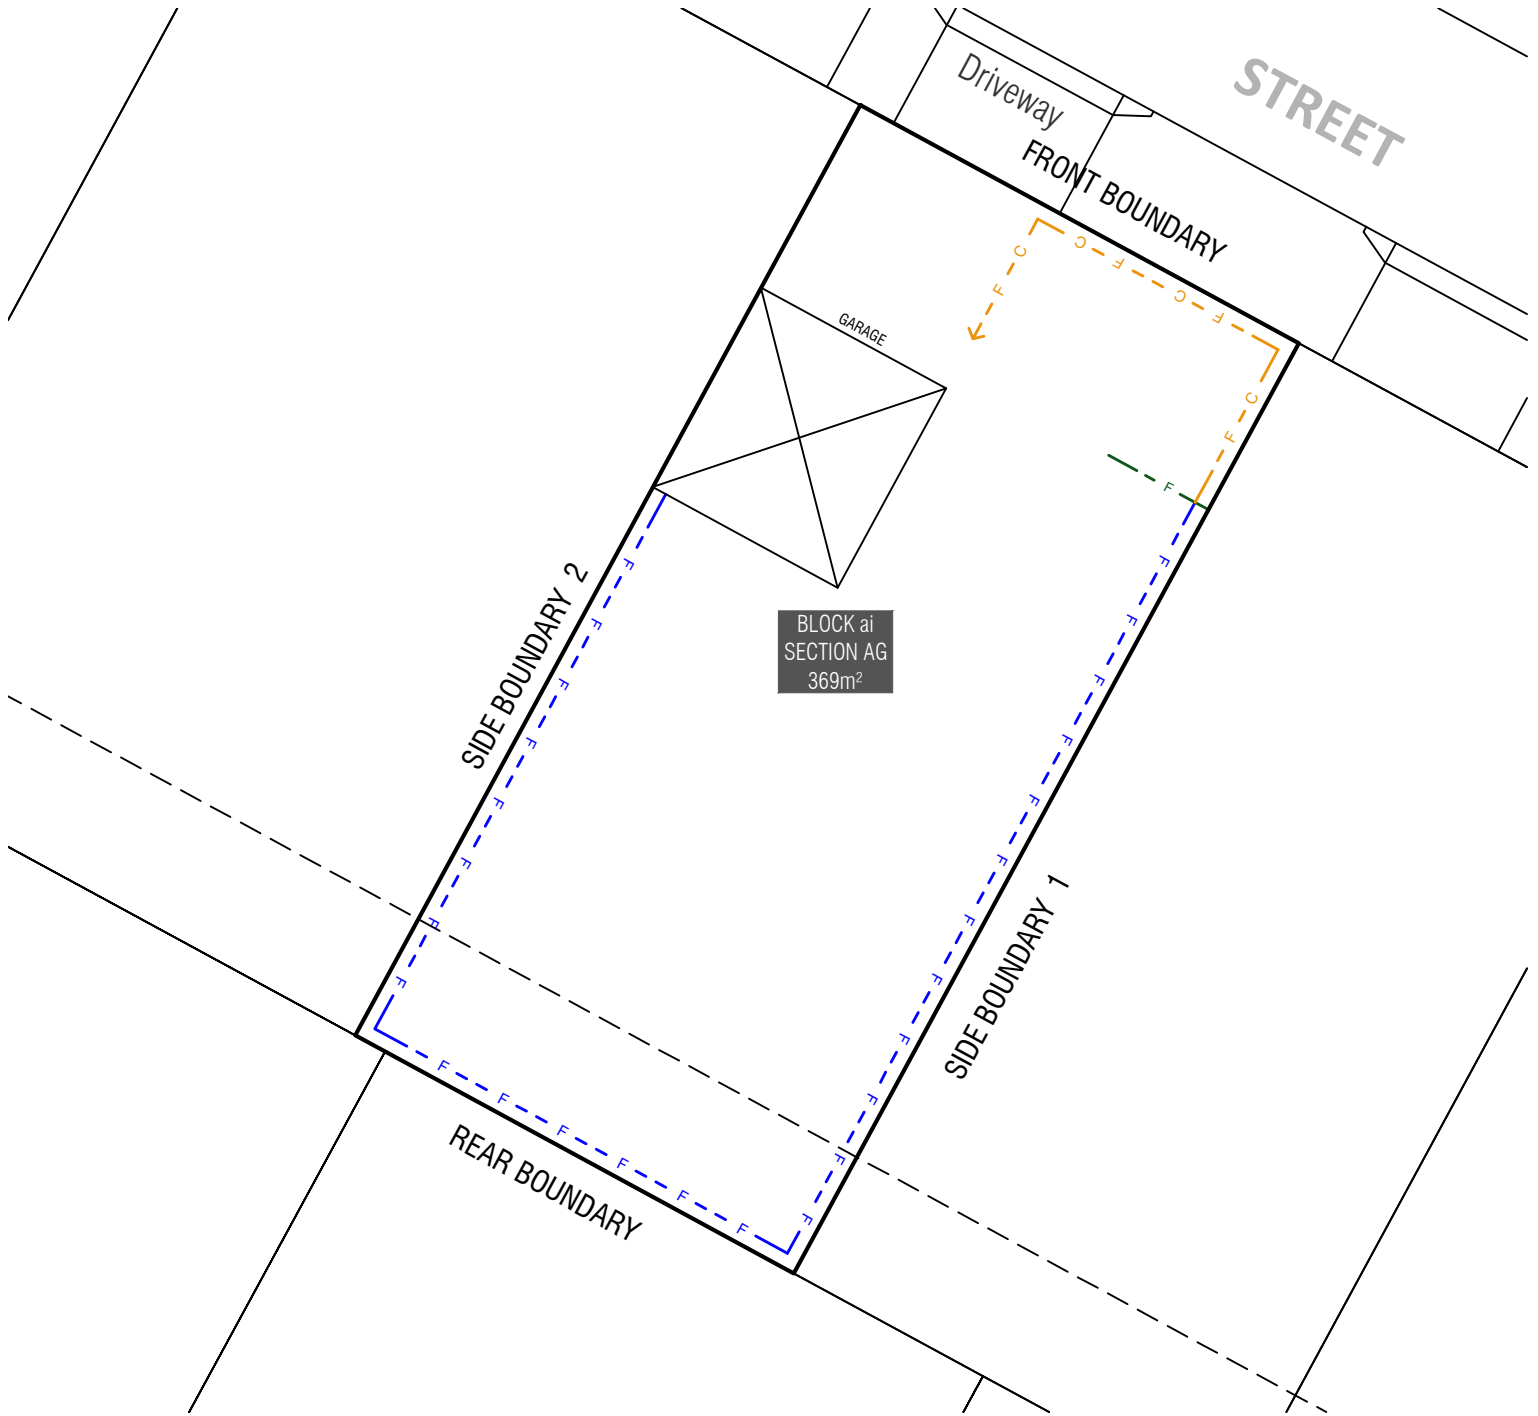 STREET
Driveway
FRONT BOUNDARY
C F C F
C F
C F
GARAGE
F
SIDE BOUNDARY 2
F F F F F F F F
BLOCK ai
SECTION AG
369m²
F F F F F F F F F F F F
SIDE BOUNDARY 1
F F F F F F
REAR BOUNDARY